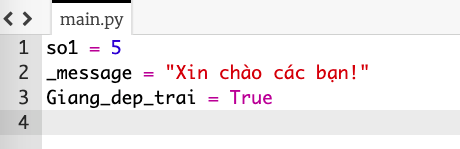 main.py
1 so1 = 5
2 _message = "Xin chào các bạn!"
3 Giang_dep_trai = True
4